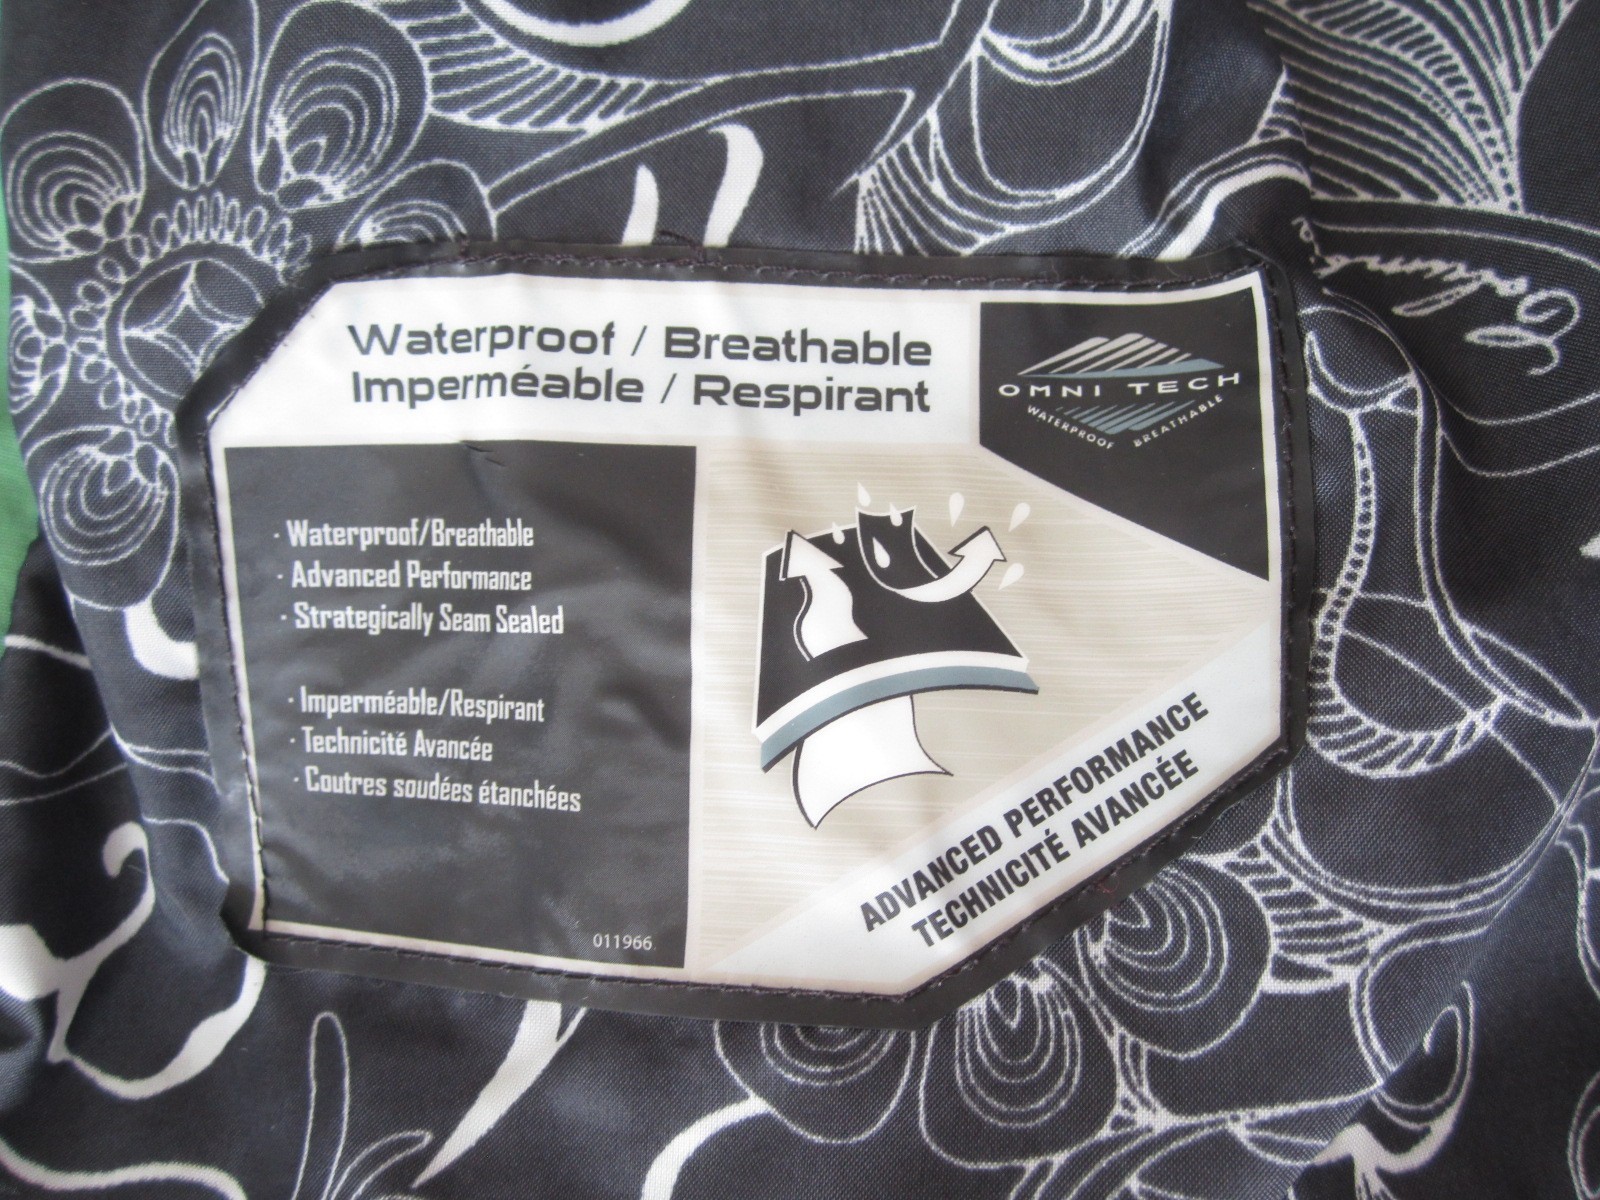 Waterproof / Breathable
Imperméable / Respirant
OMNI TECH
WATERPROOF BREATHABLE
· Waterproof/Breathable
· Advanced Performance
· Strategically Seam Sealed
· Imperméable/Respirant
· Technicité Avancée
· Coutres soudées étanchées
011966
ADVANCED PERFORMANCE
TECHNICITÉ AVANCÉE
Columbia